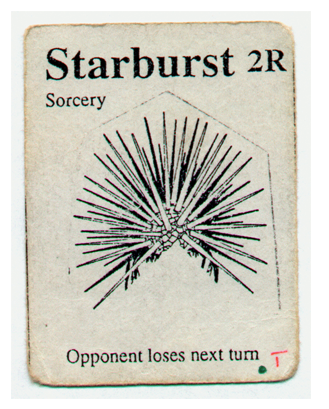 Starburst 2R
Sorcery
Opponent loses next turn T